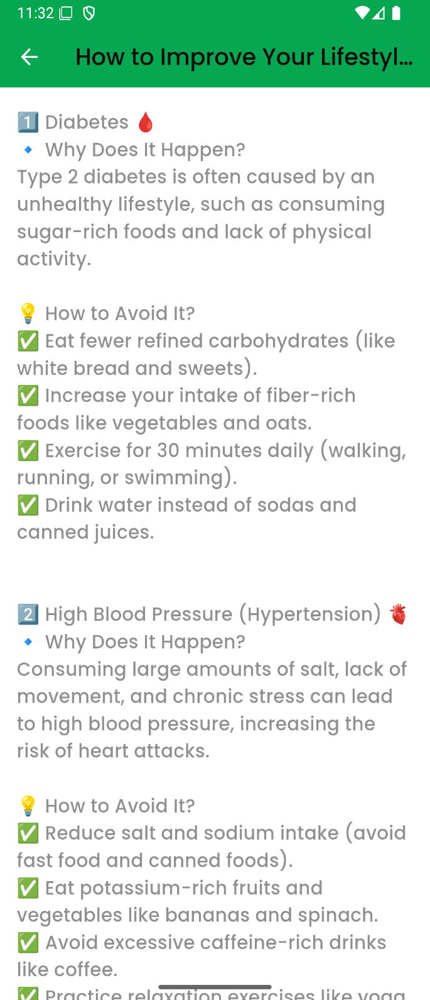 11:32
How to Improve Your Lifestyl...
1️⃣ Diabetes 🩸
🔹 Why Does It Happen?
Type 2 diabetes is often caused by an
unhealthy lifestyle, such as consuming
sugar-rich foods and lack of physical
activity.
💡 How to Avoid It?
✅ Eat fewer refined carbohydrates (like
white bread and sweets).
✅ Increase your intake of fiber-rich
foods like vegetables and oats.
✅ Exercise for 30 minutes daily (walking,
running, or swimming).
✅ Drink water instead of sodas and
canned juices.
2️⃣ High Blood Pressure (Hypertension) 🫀
🔹 Why Does It Happen?
Consuming large amounts of salt, lack of
movement, and chronic stress can lead
to high blood pressure, increasing the
risk of heart attacks.
💡 How to Avoid It?
✅ Reduce salt and sodium intake (avoid
fast food and canned foods).
✅ Eat potassium-rich fruits and
vegetables like bananas and spinach.
✅ Avoid excessive caffeine-rich drinks
like coffee.
✅ Practice relaxation exercises like yoga